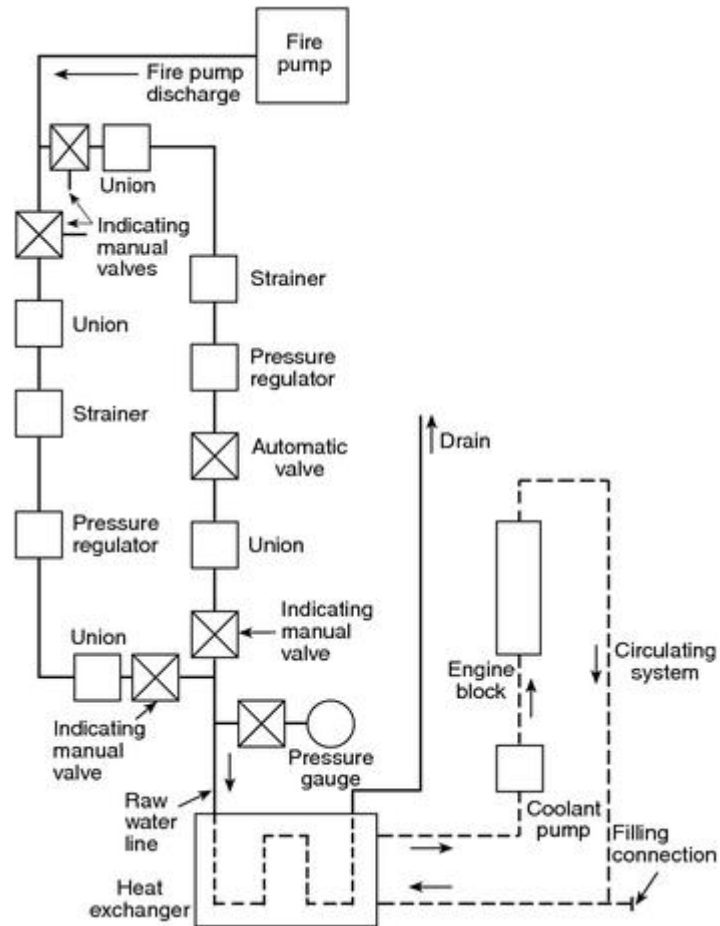 Fire
pump
Fire pump
discharge
Union
Indicating
manual
valves
Strainer
Union
Pressure
regulator
Strainer
Automatic
valve
Drain
Pressure
regulator
Union
Indicating
manual
valve
Union
Engine
block
Circulating
system
Indicating
manual
valve
Pressure
gauge
Raw
water
line
Coolant
pump
Filling
connection
Heat
exchanger